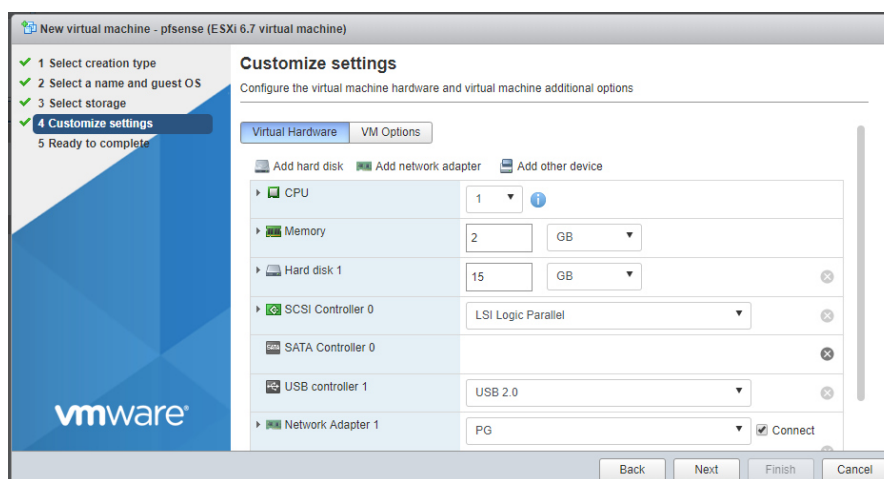 New virtual machine - pfsense (ESXi 6.7 virtual machine)
1 Select creation type
2 Select a name and guest OS
3 Select storage
4 Customize settings
5 Ready to complete
vmware®
Customize settings
Configure the virtual machine hardware and virtual machine additional options
Virtual Hardware VM Options
Add hard disk Add network adapter Add other device
CPU 1
Memory 2 GB
Hard disk 1 15 GB
SCSI Controller 0 LSI Logic Parallel
SATA Controller 0
USB controller 1 USB 2.0
Network Adapter 1 PG Connect
Back Next Finish Cancel